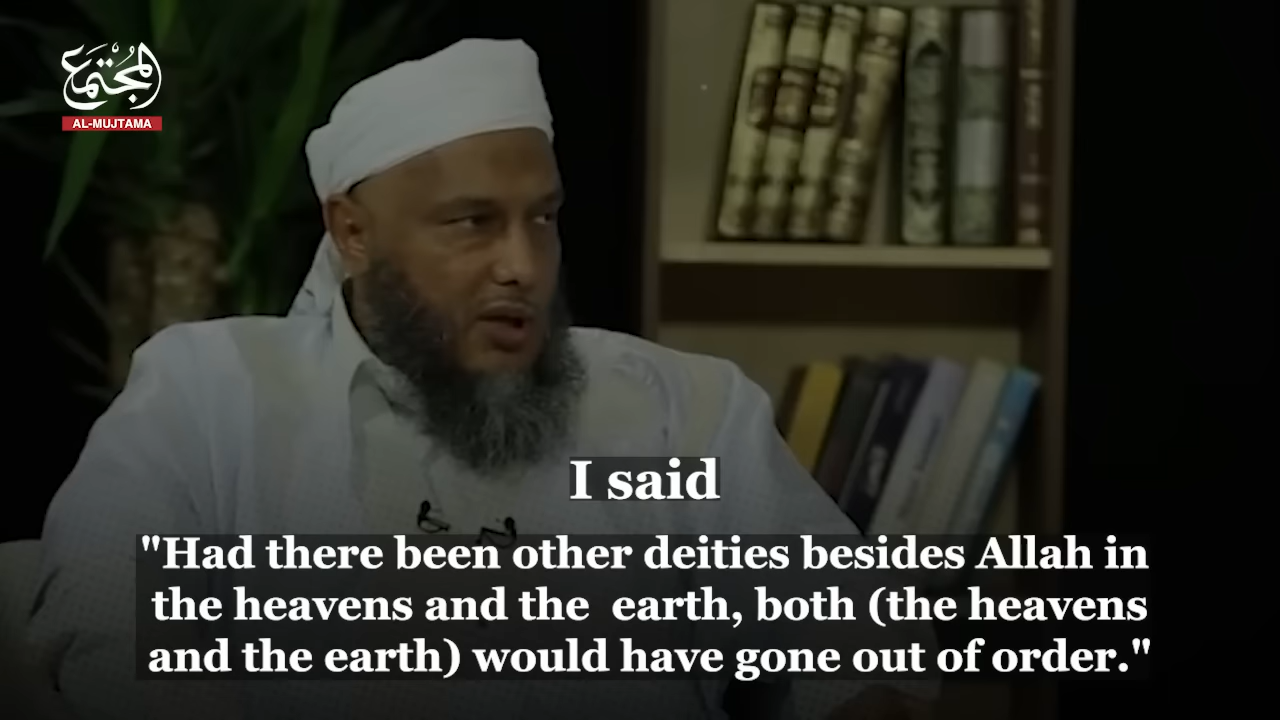 المجتمع
AL-MUJTAMA
I said
"Had there been other deities besides Allah in
the heavens and the earth, both (the heavens
and the earth) would have gone out of order."